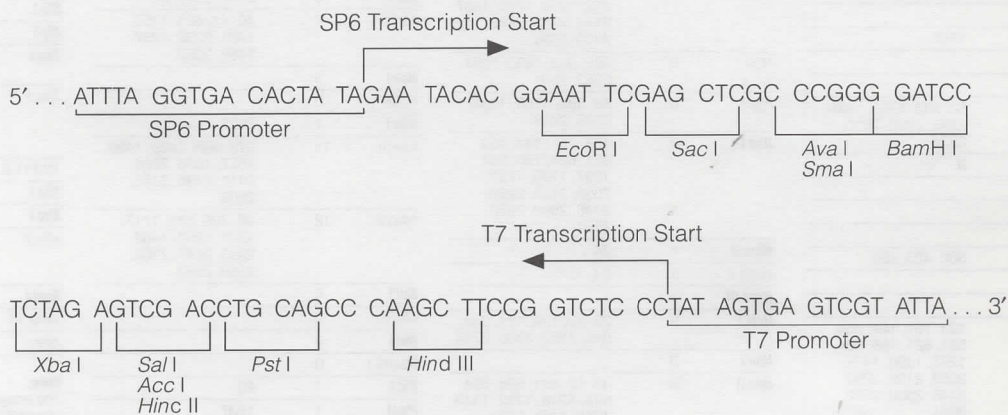 SP6 Transcription Start
5′ . . . ATTTA GGTGA CACTA TAGAA TACAC GGAAT TCGAG CTCGC CCGGG GATCC
SP6 Promoter
EcoR I Sac I Ava I BamH I
Sma I
T7 Transcription Start
TCTAG AGTCG ACCTG CAGCC CAAGC TTCCG GTCTC CCTAT AGTGA GTCGT ATTA . . . 3′
T7 Promoter
Xba I Sal I Pst I Hind III
Acc I
Hinc II